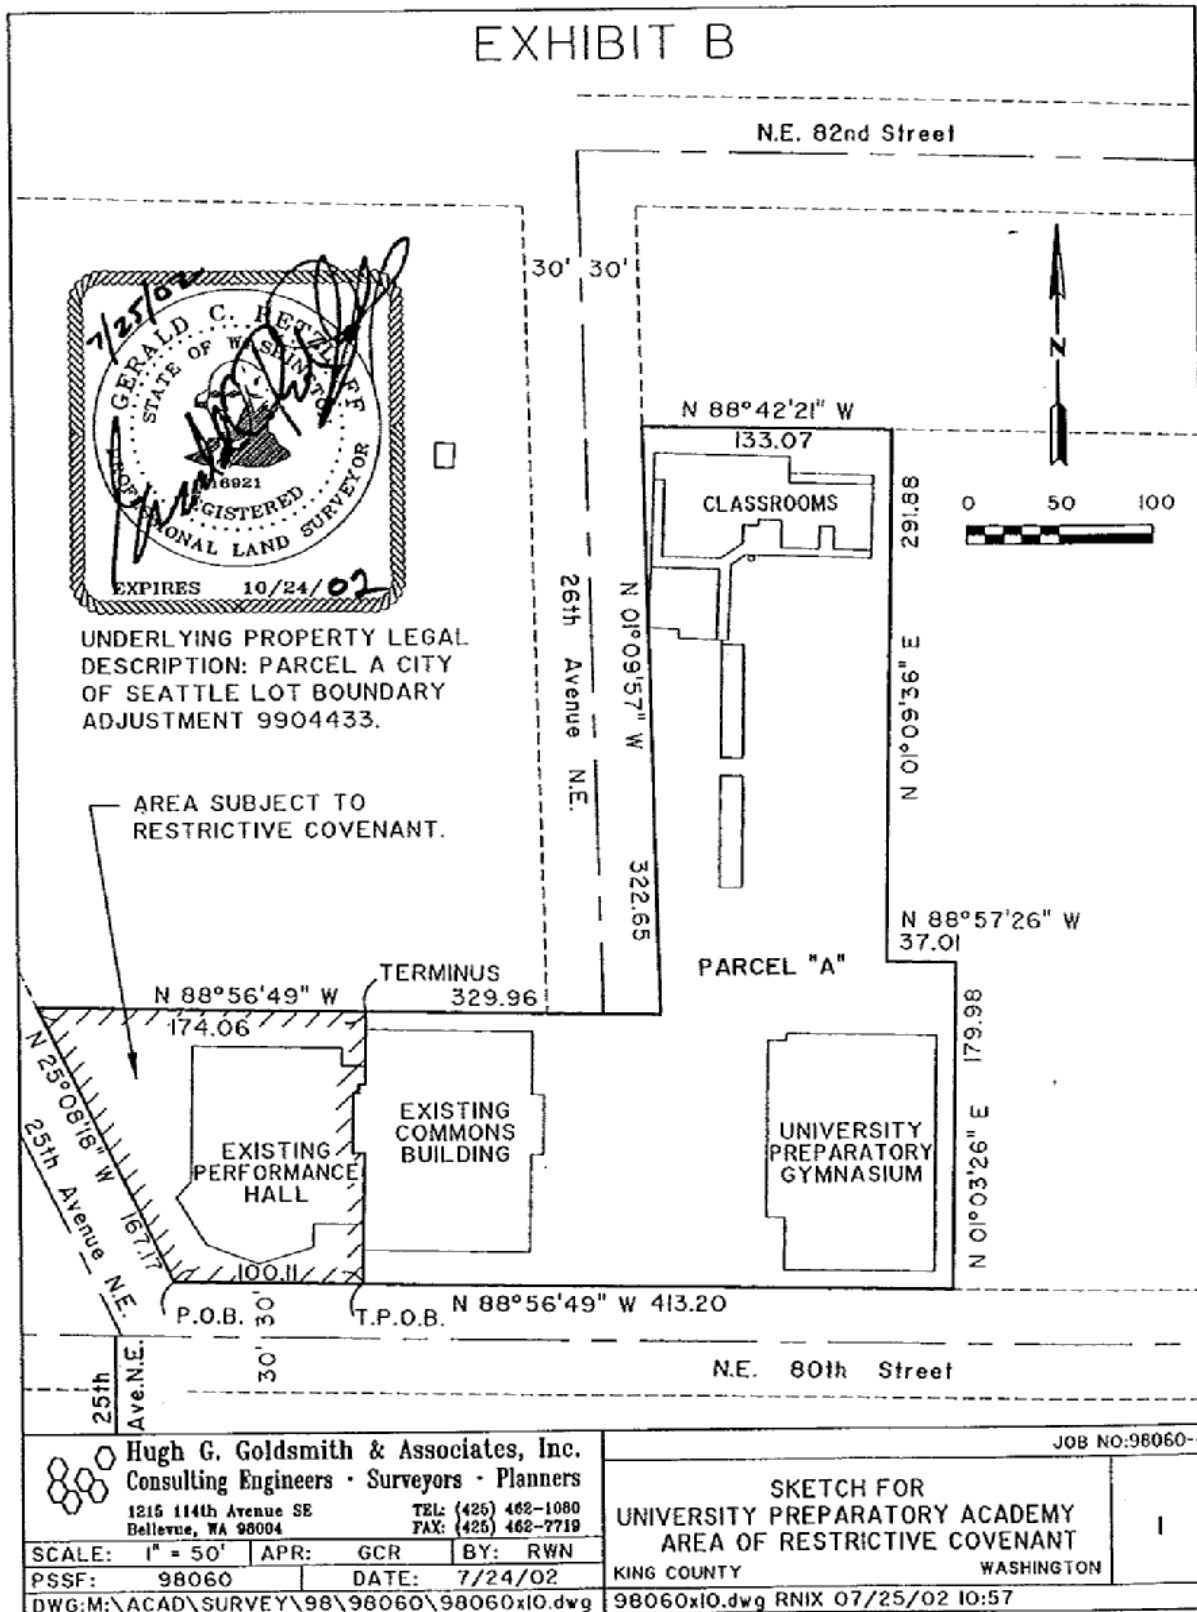 EXHIBIT B
N.E. 82nd Street
30' 30'
7/25/02
GERALD C. RETZLAFF
STATE OF WASHINGTON
16921
REGISTERED
PROFESSIONAL LAND SURVEYOR
EXPIRES 10/24/02
N
N 88°42'21" W
133.07
CLASSROOMS
291.88
0 50 100
26th Avenue N.E.
N 01°09'57" W
322.65
N 01°09'36" E
UNDERLYING PROPERTY LEGAL
DESCRIPTION: PARCEL A CITY
OF SEATTLE LOT BOUNDARY
ADJUSTMENT 9904433.
AREA SUBJECT TO
RESTRICTIVE COVENANT.
N 88°57'26" W
37.01
PARCEL "A"
TERMINUS
N 88°56'49" W 329.96
174.06
179.98
N 25°08'18" W 167.17
25th Avenue N.E.
EXISTING
PERFORMANCE
HALL
EXISTING
COMMONS
BUILDING
UNIVERSITY
PREPARATORY
GYMNASIUM
N 01°03'26" E
100.11
P.O.B.
30'
T.P.O.B.
N 88°56'49" W 413.20
30'
N.E. 80th Street
25th
Ave.N.E.
Hugh G. Goldsmith & Associates, Inc.
Consulting Engineers · Surveyors · Planners
1215 114th Avenue SE TEL: (425) 462-1080
Bellevue, WA 98004 FAX: (425) 462-7719
SCALE: 1" = 50' APR: GCR BY: RWN
PSSF: 98060 DATE: 7/24/02
DWG:M:\ACAD\SURVEY\98\98060\98060x10.dwg
JOB NO:98060-
SKETCH FOR
UNIVERSITY PREPARATORY ACADEMY
AREA OF RESTRICTIVE COVENANT
KING COUNTY WASHINGTON
1
98060x10.dwg RNIX 07/25/02 10:57